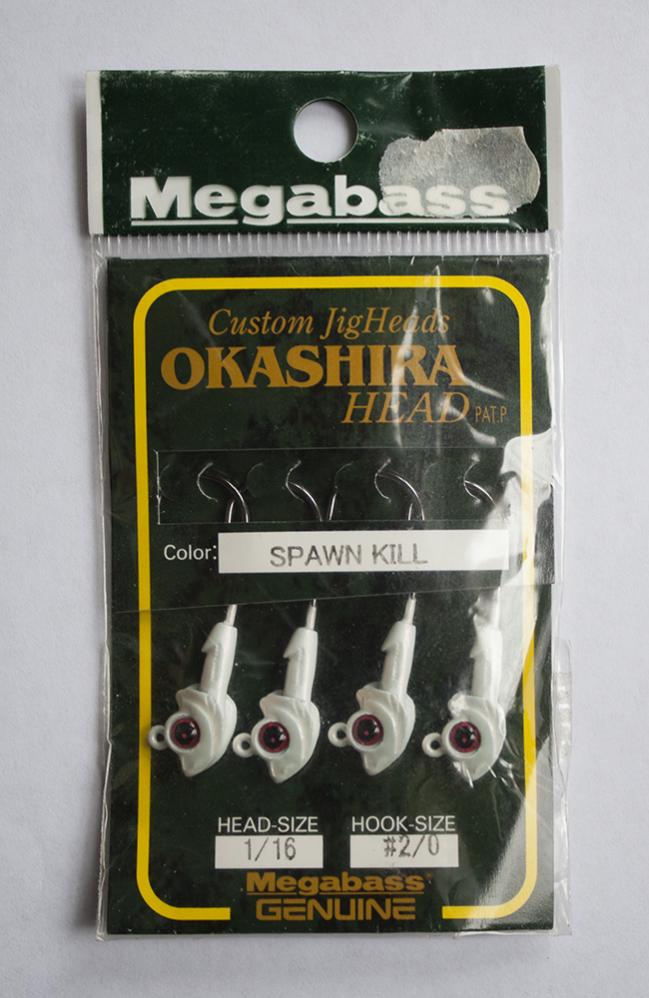 Megabass
Custom JigHeads
OKASHIRA
HEAD PAT.P
Color: SPAWN KILL
HEAD-SIZE HOOK-SIZE
1/16 #2/0
Megabass®
GENUINE